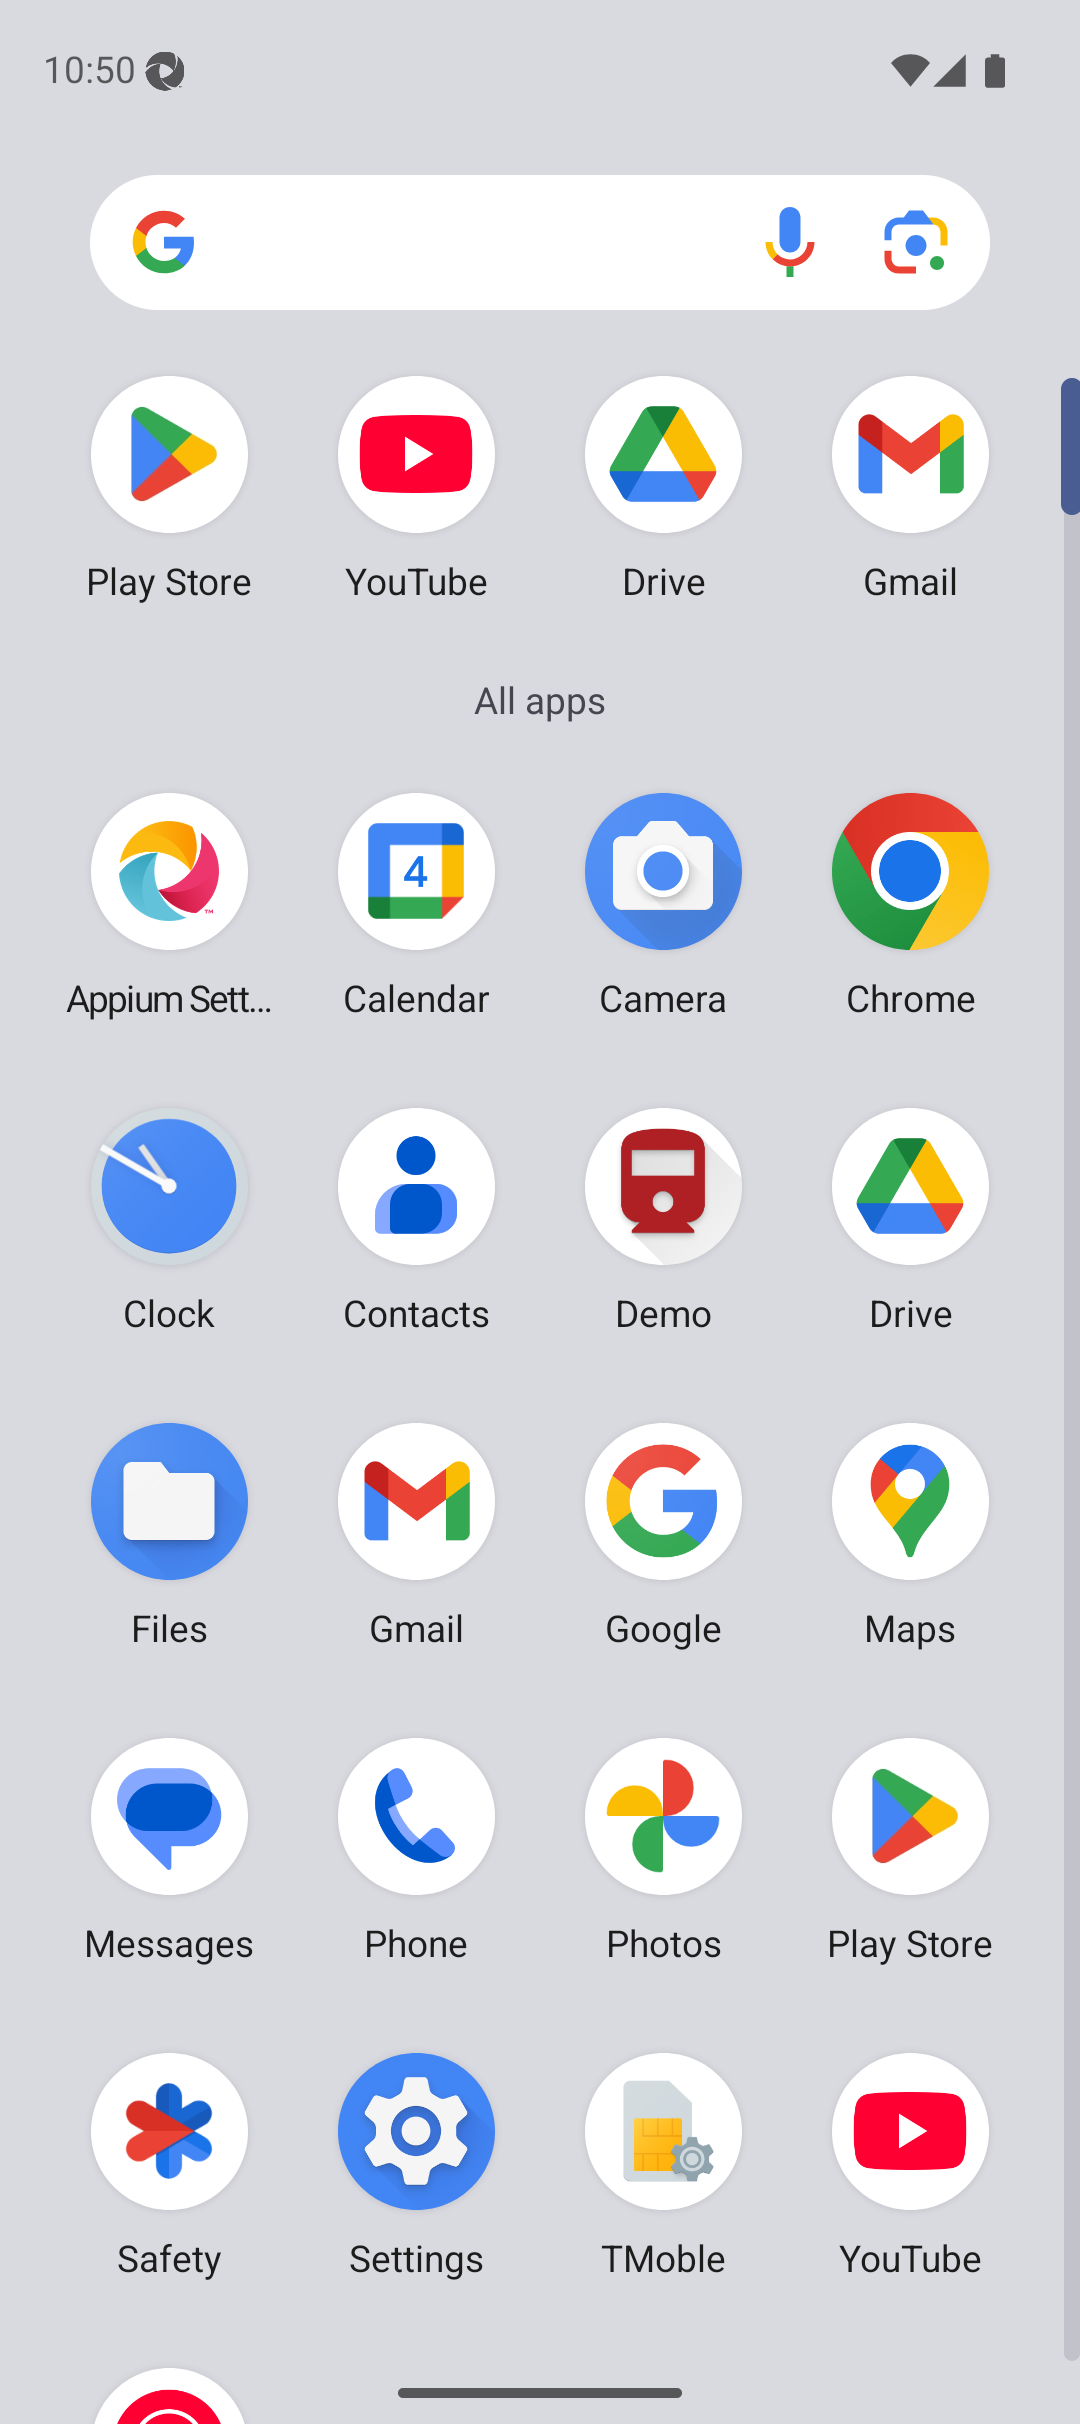 10:50
Play Store YouTube Drive Gmail
All apps
4
Appium Sett... Calendar Camera Chrome
Clock Contacts Demo Drive
Files Gmail Google Maps
Messages Phone Photos Play Store
Safety Settings TMoble YouTube